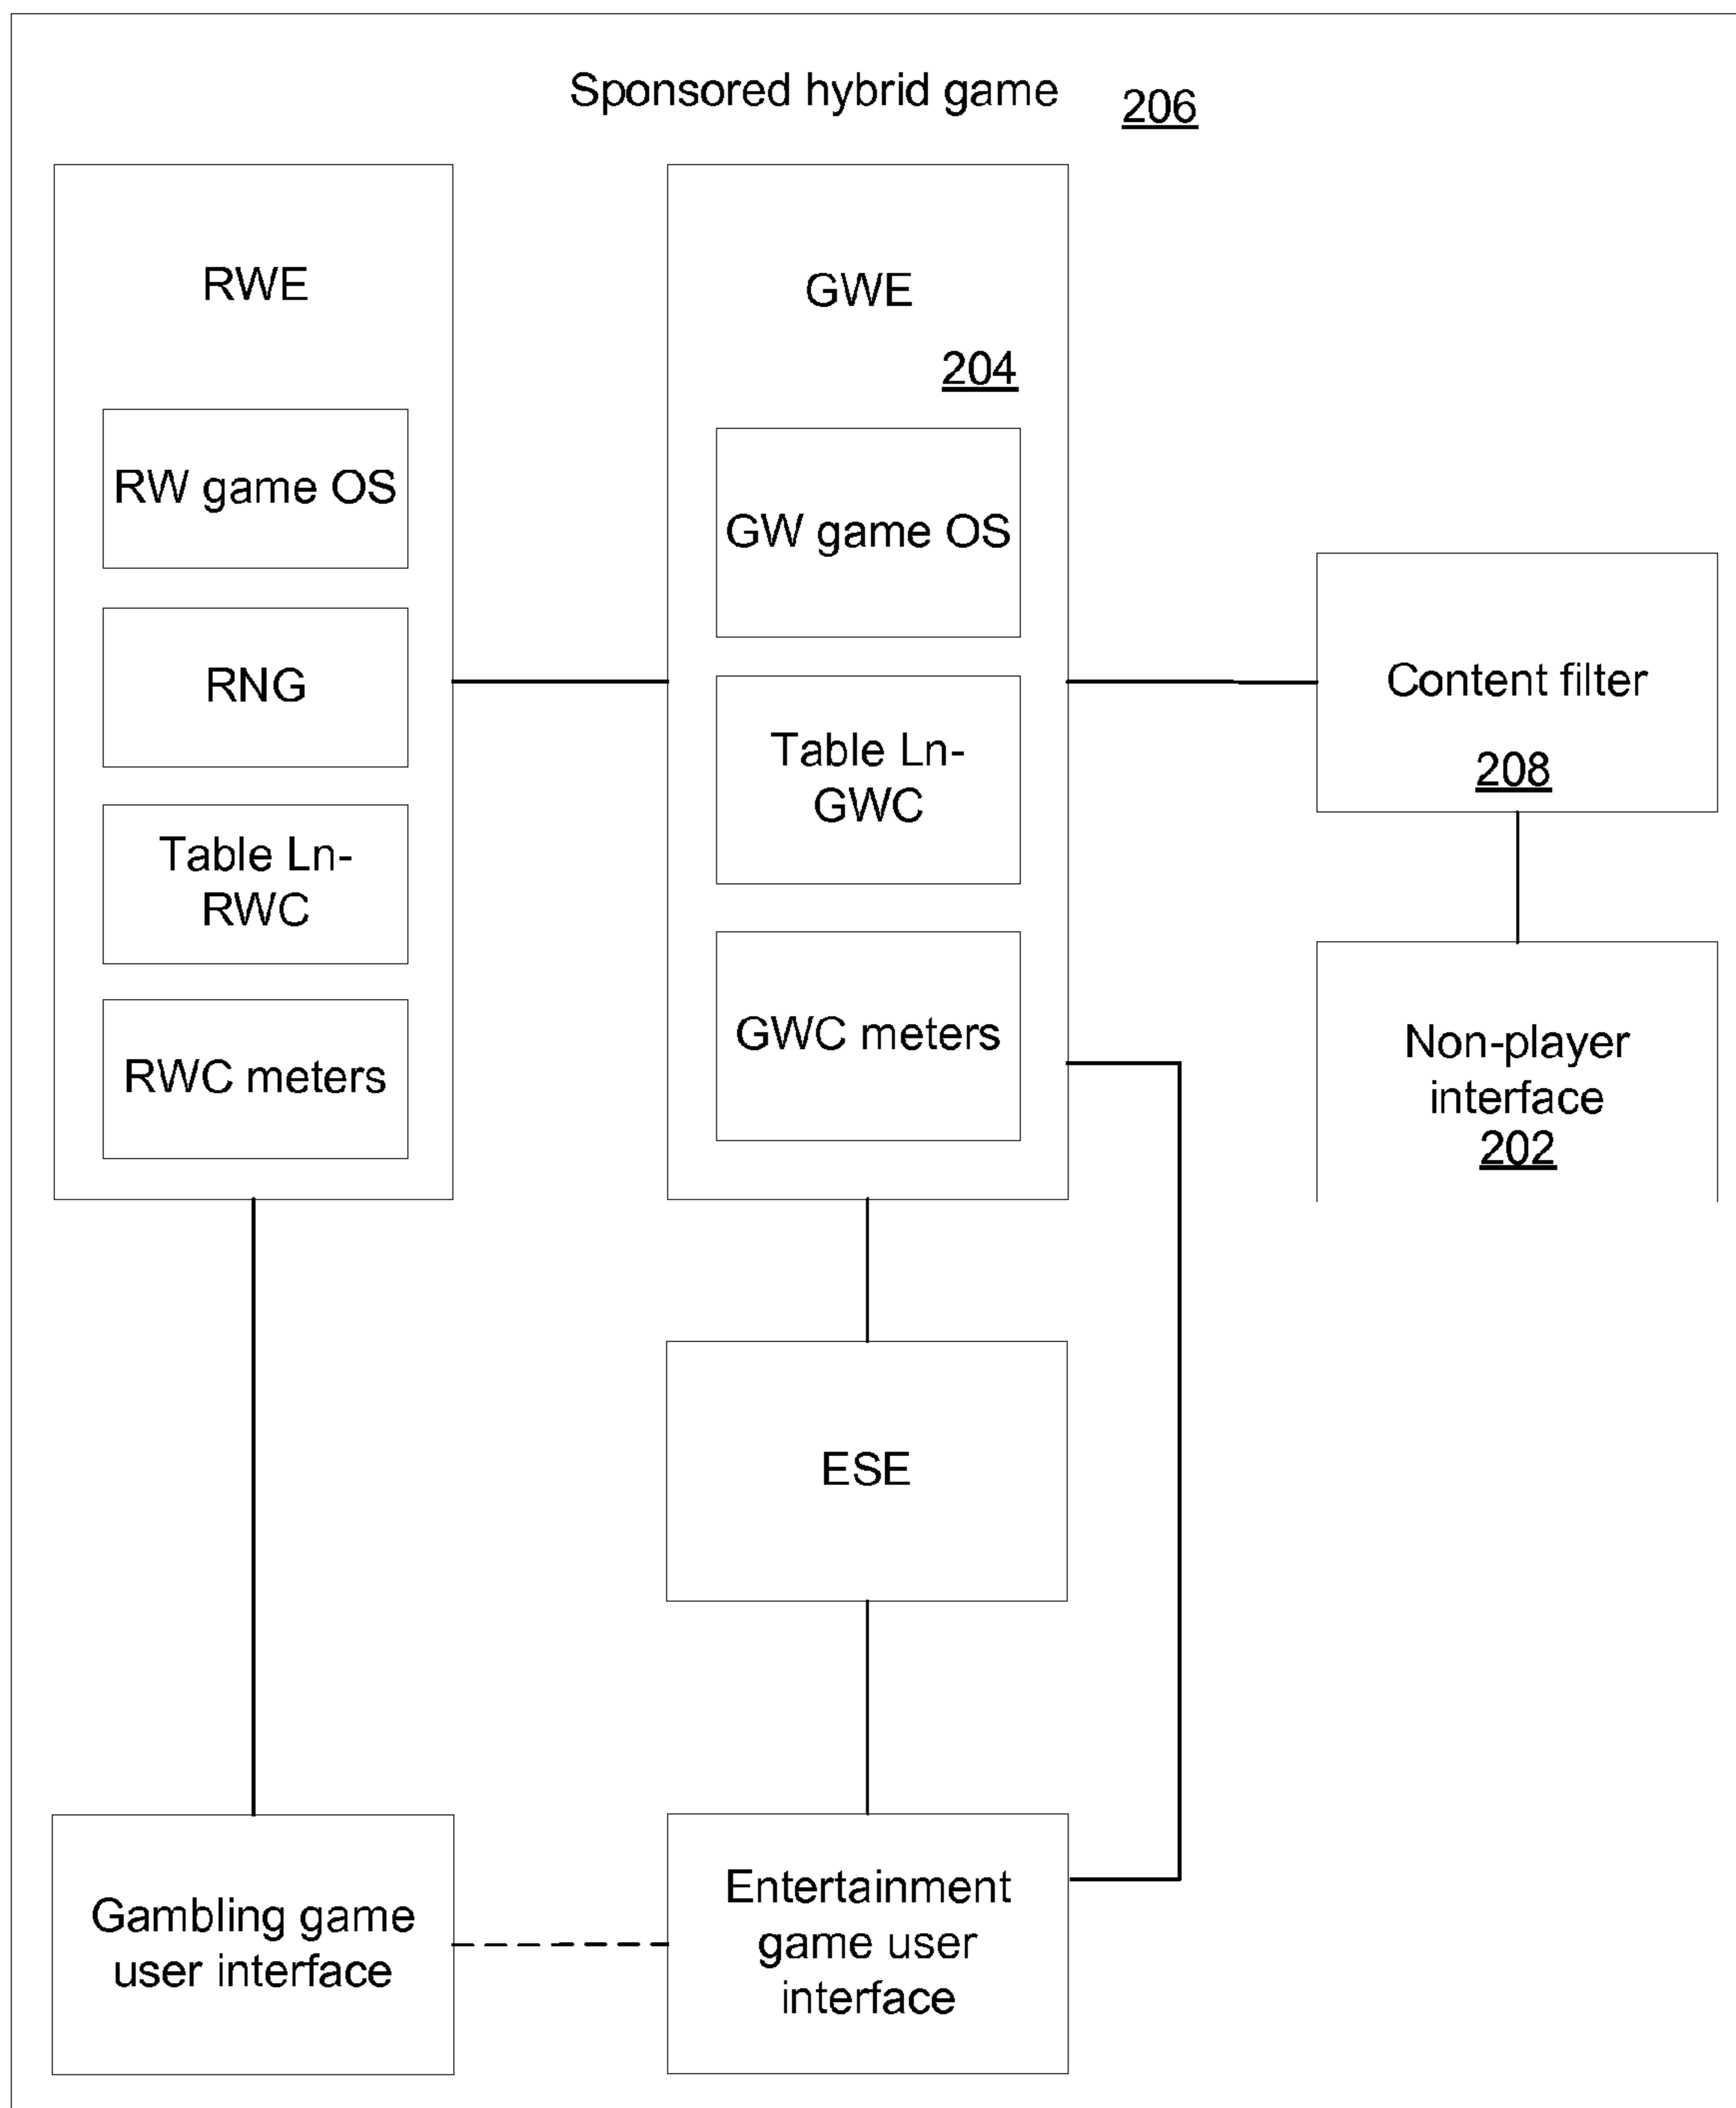 Sponsored hybrid game 206
RWE
RW game OS
RNG
Table Ln-
RWC
RWC meters
GWE
204
GW game OS
Table Ln-
GWC
GWC meters
Content filter
208
Non-player
interface
202
ESE
Gambling game
user interface
Entertainment
game user
interface